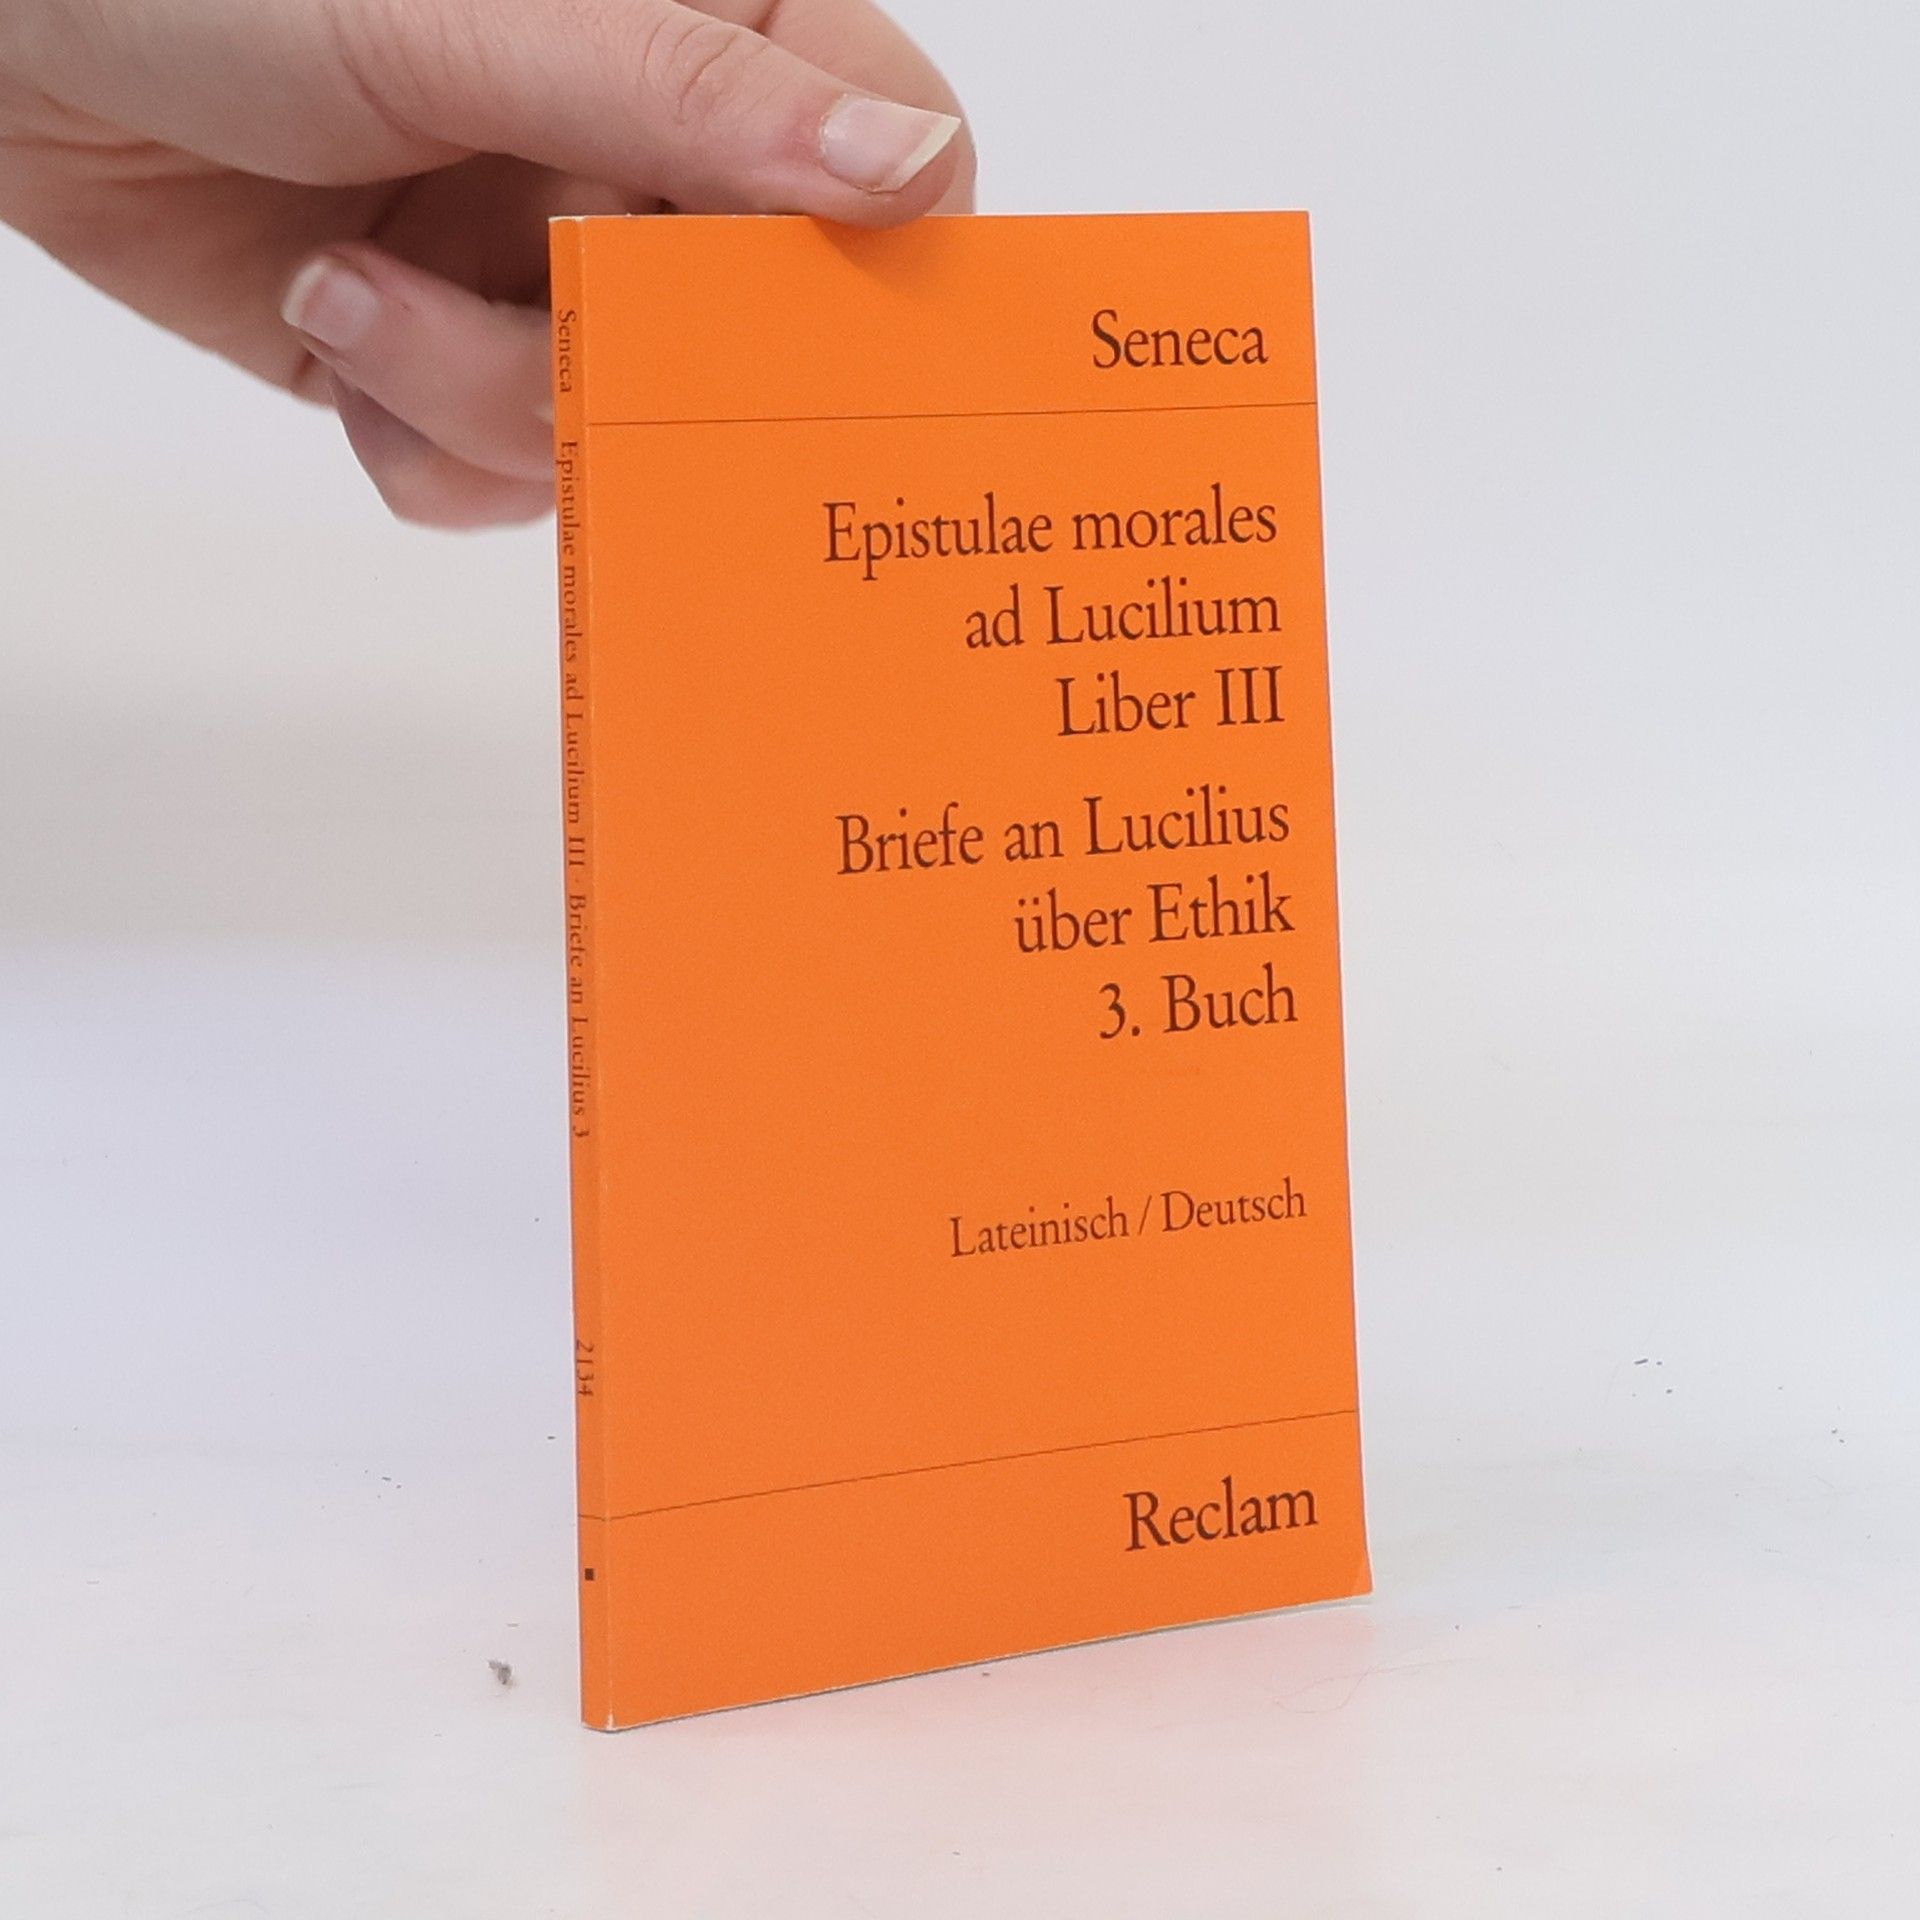 Seneca
Epistulae morales
ad Lucilium
Liber III
Briefe an Lucilius
über Ethik
3. Buch
Lateinisch / Deutsch
Reclam
Seneca Epistulae morales ad Lucilium III · Briefe an Lucilius 3 2134